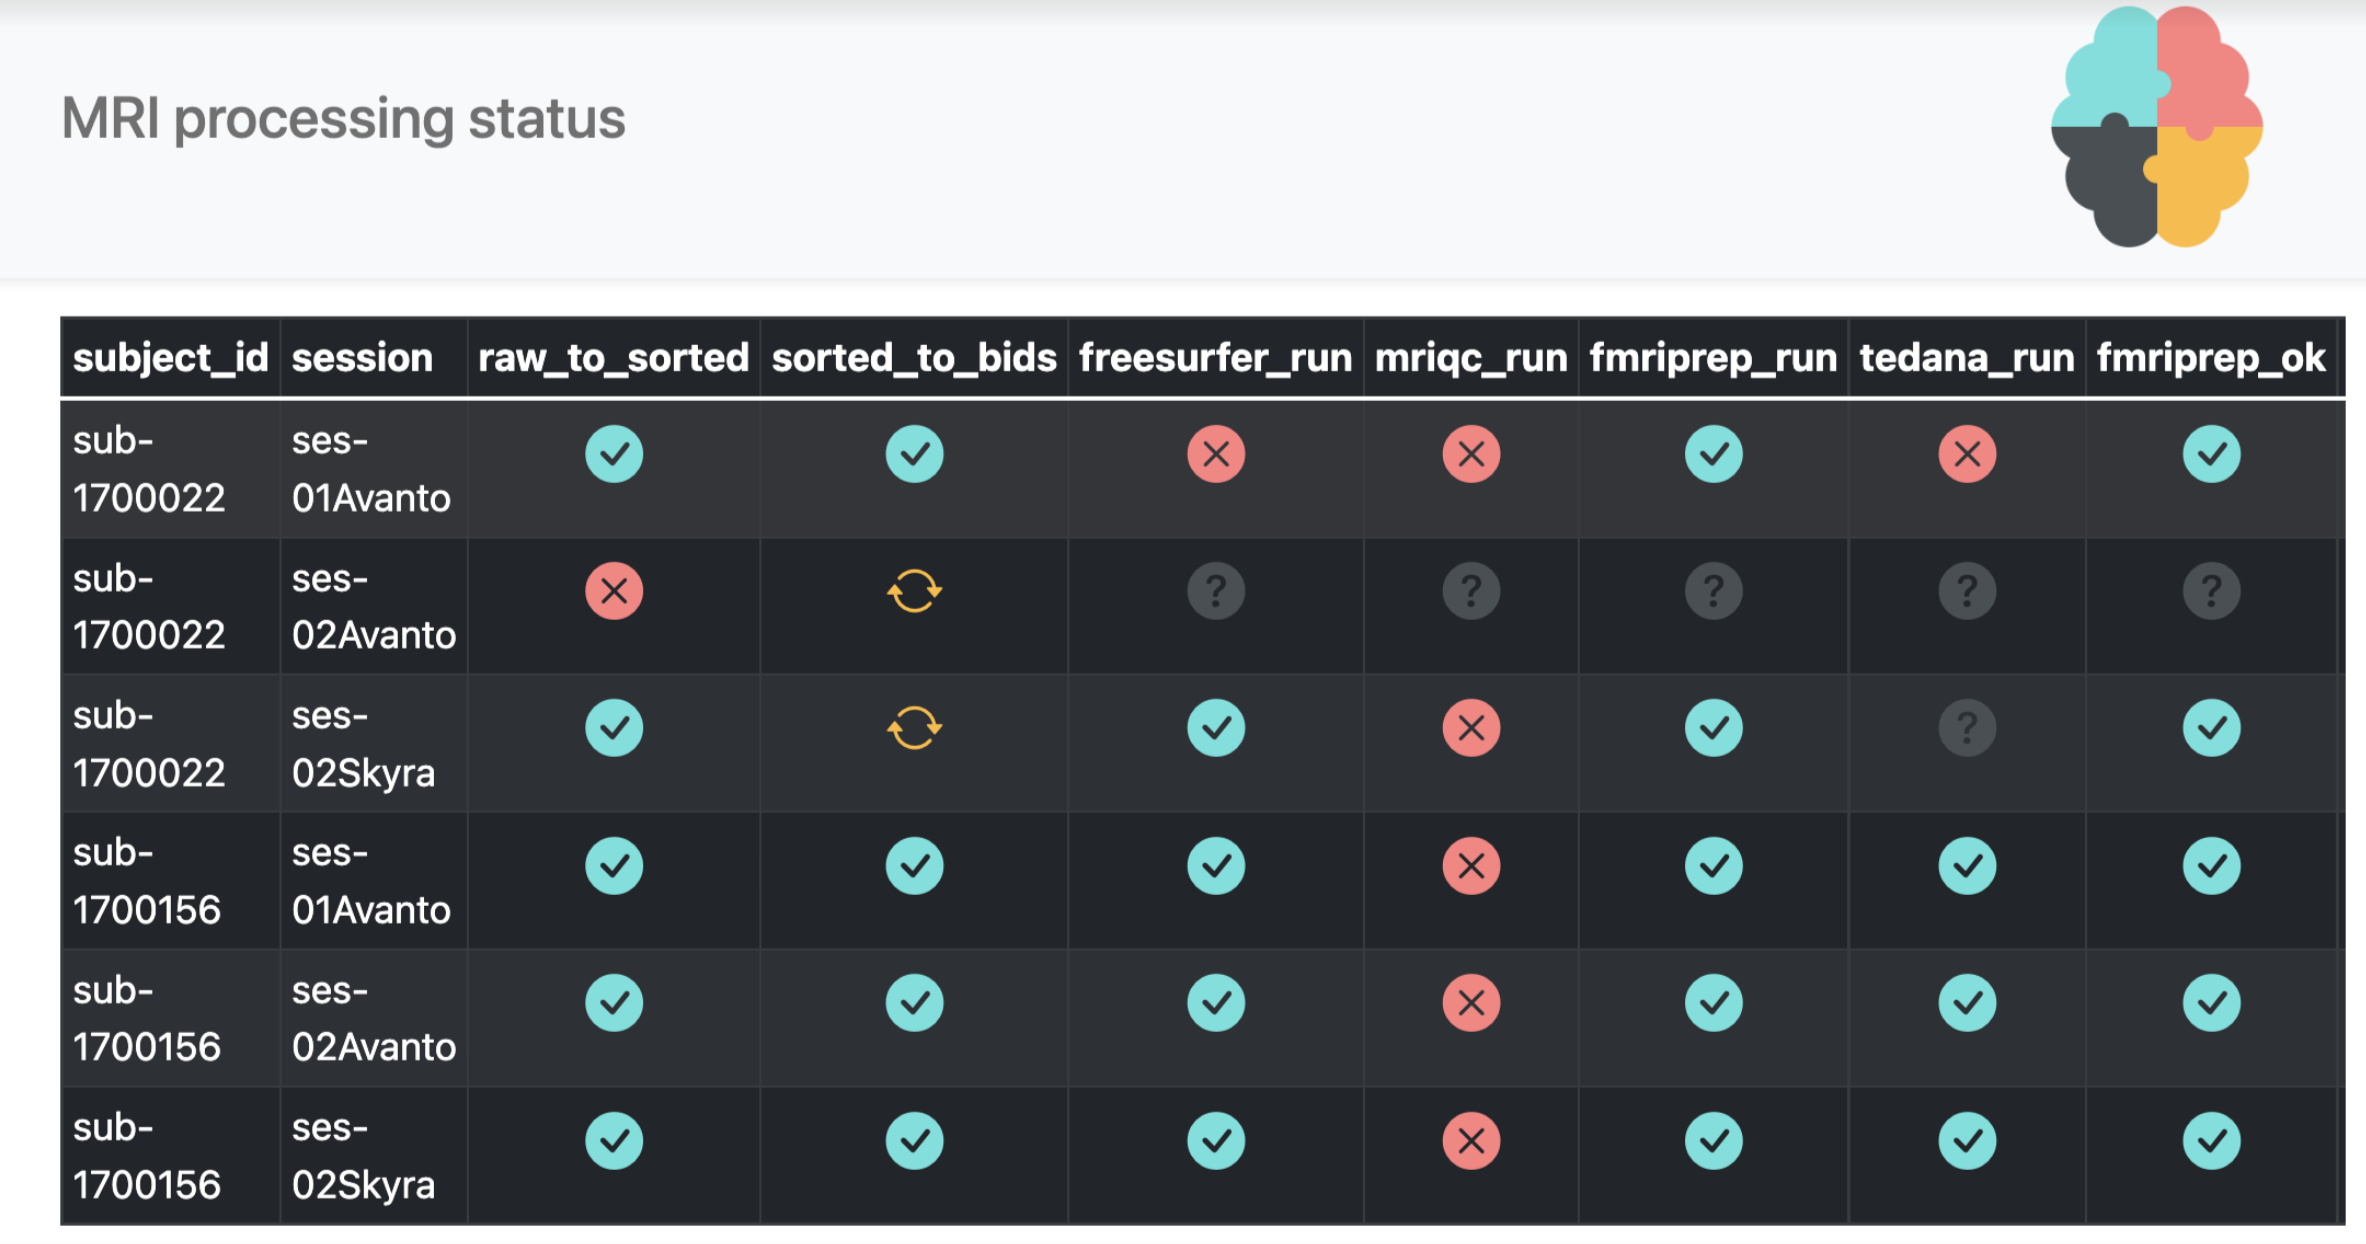 MRI processing status
subject_id session raw_to_sorted sorted_to_bids freesurfer_run mriqc_run fmriprep_run tedana_run fmriprep_ok
sub- ses-
1700022 01Avanto
? ? ? ? ?
sub- ses-
1700022 02Avanto
?
sub- ses-
1700022 02Skyra
sub- ses-
1700156 01Avanto
sub- ses-
1700156 02Avanto
sub- ses-
1700156 02Skyra